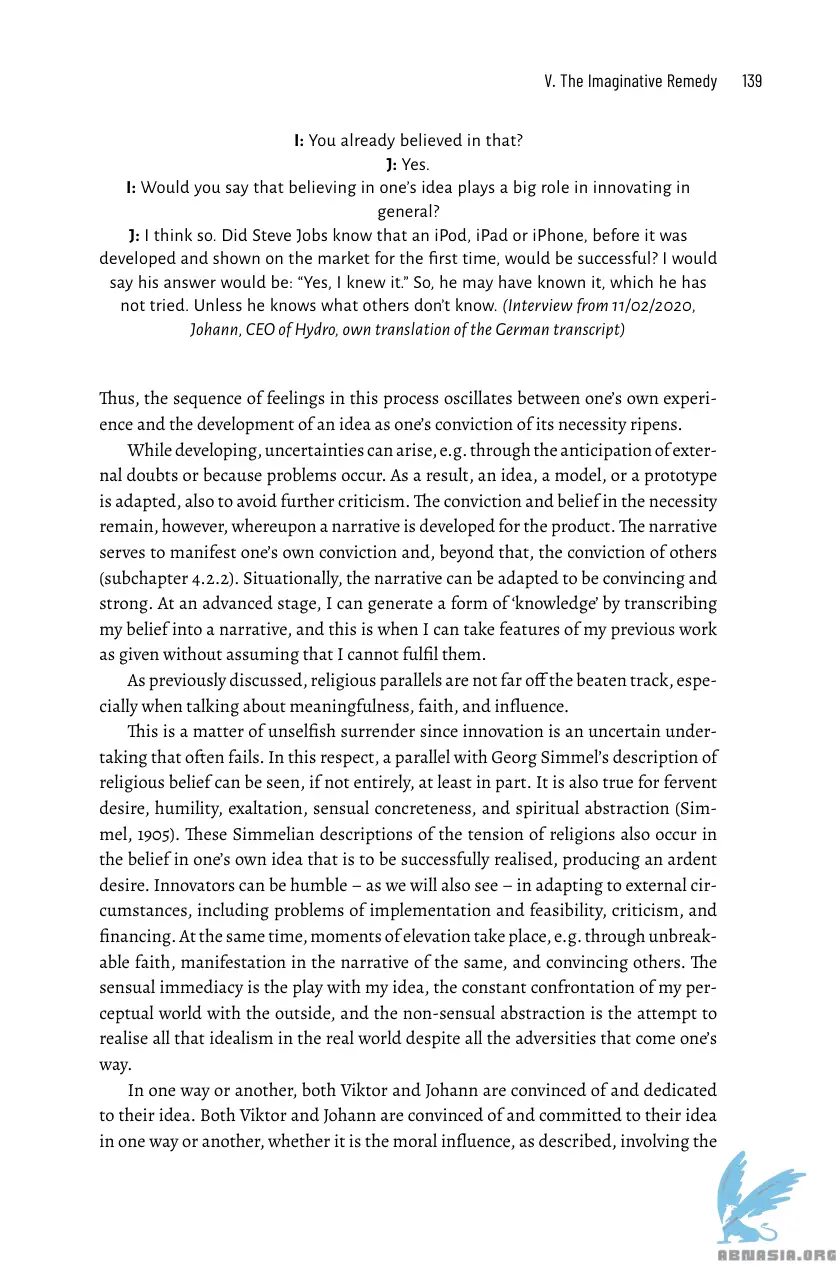 V. The Imaginative Remedy 139
I: You already believed in that?
J: Yes.
I: Would you say that believing in one’s idea plays a big role in innovating in
general?
J: I think so. Did Steve Jobs know that an iPod, iPad or iPhone, before it was
developed and shown on the market for the first time, would be successful? I would
say his answer would be: “Yes, I knew it.” So, he may have known it, which he has
not tried. Unless he knows what others don’t know. (Interview from 11/02/2020,
Johann, CEO of Hydro, own translation of the German transcript)
Thus, the sequence of feelings in this process oscillates between one’s own experi-
ence and the development of an idea as one’s conviction of its necessity ripens.
While developing, uncertainties can arise, e.g. through the anticipation of exter-
nal doubts or because problems occur. As a result, an idea, a model, or a prototype
is adapted, also to avoid further criticism. The conviction and belief in the necessity
remain, however, whereupon a narrative is developed for the product. The narrative
serves to manifest one’s own conviction and, beyond that, the conviction of others
(subchapter 4.2.2). Situationally, the narrative can be adapted to be convincing and
strong. At an advanced stage, I can generate a form of ‘knowledge’ by transcribing
my belief into a narrative, and this is when I can take features of my previous work
as given without assuming that I cannot fulfil them.
As previously discussed, religious parallels are not far off the beaten track, espe-
cially when talking about meaningfulness, faith, and influence.
This is a matter of unselfish surrender since innovation is an uncertain under-
taking that often fails. In this respect, a parallel with Georg Simmel’s description of
religious belief can be seen, if not entirely, at least in part. It is also true for fervent
desire, humility, exaltation, sensual concreteness, and spiritual abstraction (Sim-
mel, 1905). These Simmelian descriptions of the tension of religions also occur in
the belief in one’s own idea that is to be successfully realised, producing an ardent
desire. Innovators can be humble – as we will also see – in adapting to external cir-
cumstances, including problems of implementation and feasibility, criticism, and
financing. At the same time, moments of elevation take place, e.g. through unbreak-
able faith, manifestation in the narrative of the same, and convincing others. The
sensual immediacy is the play with my idea, the constant confrontation of my per-
ceptual world with the outside, and the non-sensual abstraction is the attempt to
realise all that idealism in the real world despite all the adversities that come one’s
way.
In one way or another, both Viktor and Johann are convinced of and dedicated
to their idea. Both Viktor and Johann are convinced of and committed to their idea
in one way or another, whether it is the moral influence, as described, involving the
ABNASIA.ORG